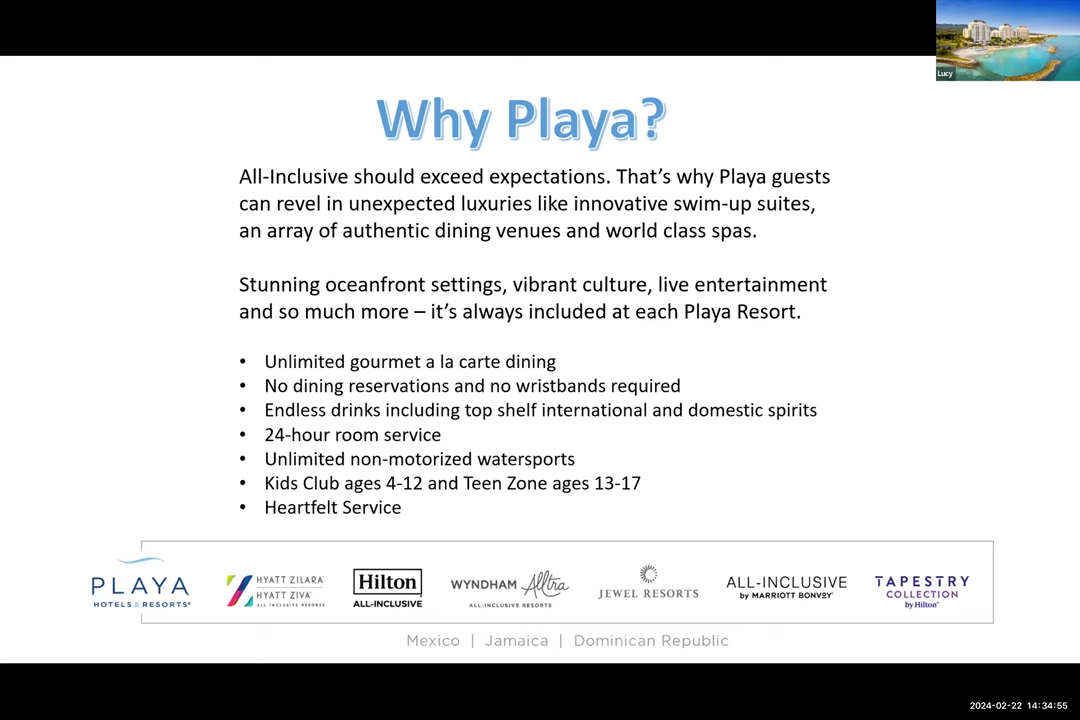 Lucy
Why Playa?
All-Inclusive should exceed expectations. That's why Playa guests
can revel in unexpected luxuries like innovative swim-up suites,
an array of authentic dining venues and world class spas.
Stunning oceanfront settings, vibrant culture, live entertainment
and so much more – it's always included at each Playa Resort.
• Unlimited gourmet a la carte dining
• No dining reservations and no wristbands required
• Endless drinks including top shelf international and domestic spirits
• 24-hour room service
• Unlimited non-motorized watersports
• Kids Club ages 4-12 and Teen Zone ages 13-17
• Heartfelt Service
PLAYA
HOTELS & RESORTS®
HYATT ZILARA™
HYATT ZIVA™
ALL INCLUSIVE RESORTS
Hilton
ALL-INCLUSIVE
WYNDHAM Alltra
ALL-INCLUSIVE RESORTS
JEWEL RESORTS
ALL-INCLUSIVE
by MARRIOTT BONVOY™
TAPESTRY
COLLECTION
by Hilton™
Mexico | Jamaica | Dominican Republic
2024-02-22 14:34:55